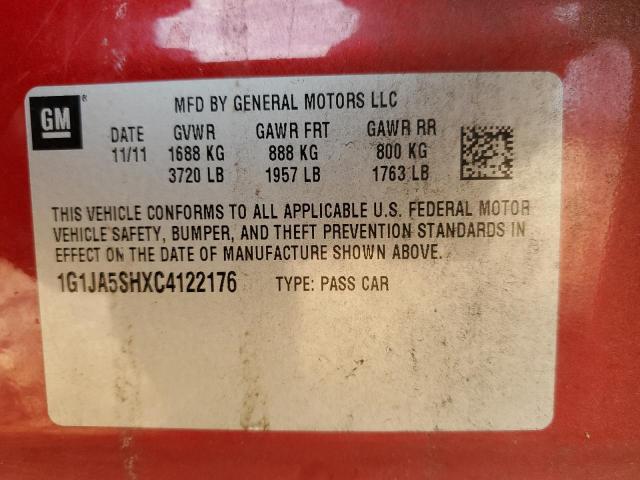 GM ®
MFD BY GENERAL MOTORS LLC
DATE GVWR GAWR FRT GAWR RR
11/11 1688 KG 888 KG 800 KG
3720 LB 1957 LB 1763 LB
THIS VEHICLE CONFORMS TO ALL APPLICABLE U.S. FEDERAL MOTOR
VEHICLE SAFETY, BUMPER, AND THEFT PREVENTION STANDARDS IN
EFFECT ON THE DATE OF MANUFACTURE SHOWN ABOVE.
1G1JA5SHXC4122176 TYPE: PASS CAR